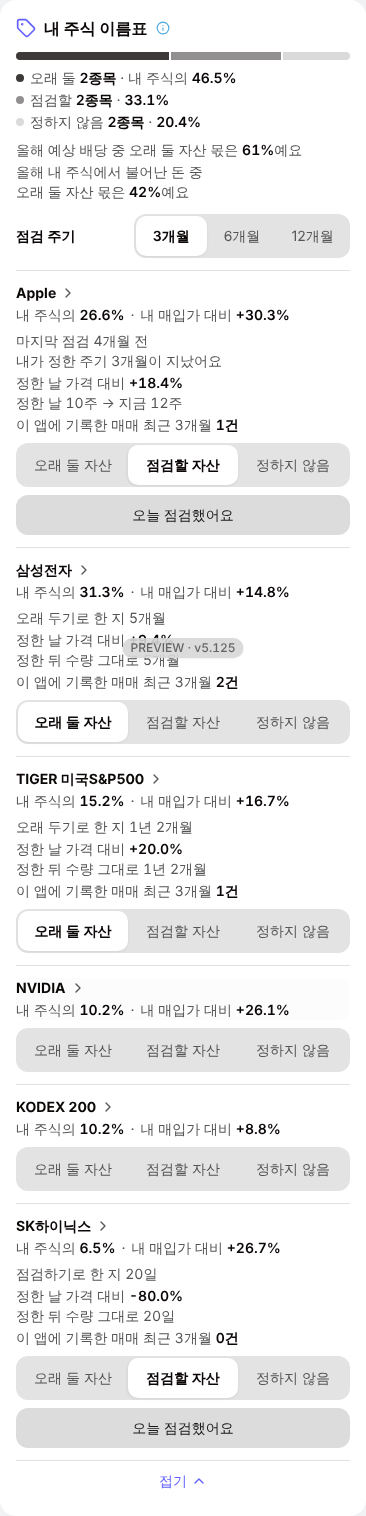 내 주식 이름표
오래 둘 2종목 · 내 주식의 46.5%
점검할 2종목 · 33.1%
정하지 않음 2종목 · 20.4%
올해 예상 배당 중 오래 둘 자산 몫은 61%예요
올해 내 주식에서 불어난 돈 중
오래 둘 자산 몫은 42%예요
점검 주기 3개월 6개월 12개월
Apple
내 주식의 26.6% · 내 매입가 대비 +30.3%
마지막 점검 4개월 전
내가 정한 주기 3개월이 지났어요
정한 날 가격 대비 +18.4%
정한 날 10주 → 지금 12주
이 앱에 기록한 매매 최근 3개월 1건
오래 둘 자산 점검할 자산 정하지 않음
오늘 점검했어요
삼성전자
내 주식의 31.3% · 내 매입가 대비 +14.8%
오래 두기로 한 지 5개월
정한 날 가격 대비
PREVIEW · v5.125
정한 뒤 수량 그대로 5개월
이 앱에 기록한 매매 최근 3개월 2건
오래 둘 자산 점검할 자산 정하지 않음
TIGER 미국S&P500
내 주식의 15.2% · 내 매입가 대비 +16.7%
오래 두기로 한 지 1년 2개월
정한 날 가격 대비 +20.0%
정한 뒤 수량 그대로 1년 2개월
이 앱에 기록한 매매 최근 3개월 1건
오래 둘 자산 점검할 자산 정하지 않음
NVIDIA
내 주식의 10.2% · 내 매입가 대비 +26.1%
오래 둘 자산 점검할 자산 정하지 않음
KODEX 200
내 주식의 10.2% · 내 매입가 대비 +8.8%
오래 둘 자산 점검할 자산 정하지 않음
SK하이닉스
내 주식의 6.5% · 내 매입가 대비 +26.7%
점검하기로 한 지 20일
정한 날 가격 대비 -80.0%
정한 뒤 수량 그대로 20일
이 앱에 기록한 매매 최근 3개월 0건
오래 둘 자산 점검할 자산 정하지 않음
오늘 점검했어요
접기